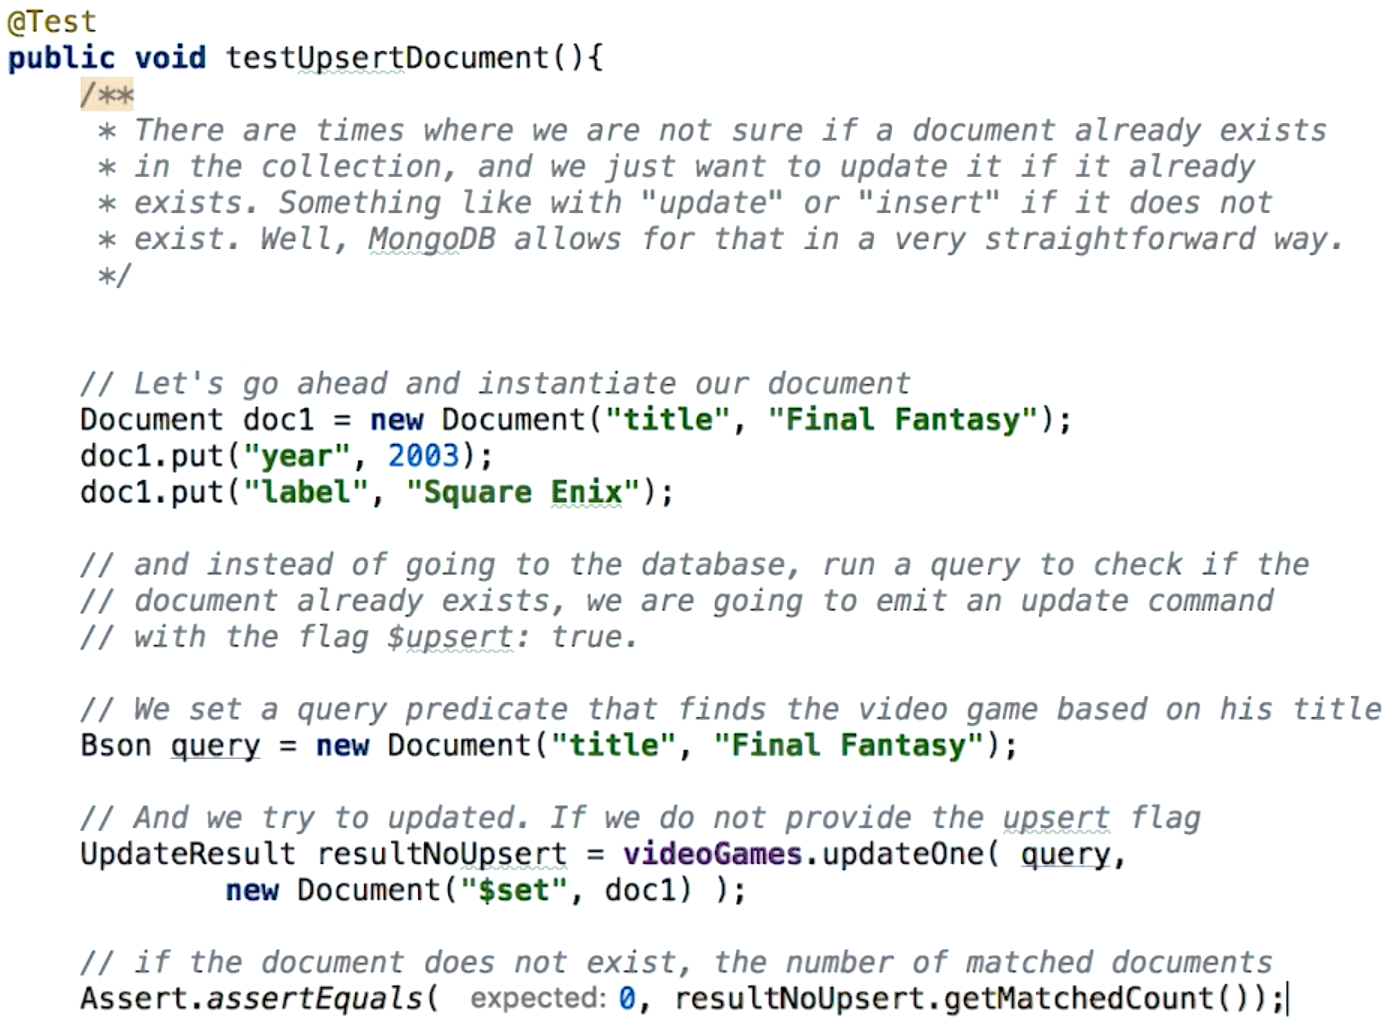 @Test
public void testUpsertDocument(){
/**
* There are times where we are not sure if a document already exists
* in the collection, and we just want to update it if it already
* exists. Something like with "update" or "insert" if it does not
* exist. Well, MongoDB allows for that in a very straightforward way.
*/
// Let's go ahead and instantiate our document
Document doc1 = new Document("title", "Final Fantasy");
doc1.put("year", 2003);
doc1.put("label", "Square Enix");
// and instead of going to the database, run a query to check if the
// document already exists, we are going to emit an update command
// with the flag $upsert: true.
// We set a query predicate that finds the video game based on his title
Bson query = new Document("title", "Final Fantasy");
// And we try to updated. If we do not provide the upsert flag
UpdateResult resultNoUpsert = videoGames.updateOne( query,
new Document("$set", doc1) );
// if the document does not exist, the number of matched documents
Assert.assertEquals( expected: 0, resultNoUpsert.getMatchedCount());